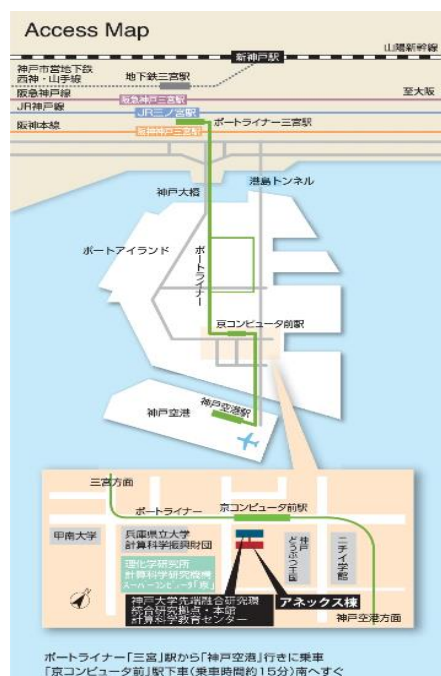 Access Map
山陽新幹線
新神戸駅
神戸市営地下鉄
西神・山手線
地下鉄三宮駅
阪急神戸線
阪急神戸三宮駅
至大阪
JR神戸線
JR三ノ宮駅
ポートライナー三宮駅
阪神本線
阪神神戸三宮駅
神戸大橋
港島トンネル
ポートアイランド
ポートライナー
京コンピュータ前駅
神戸空港
神戸空港駅
三宮方面
ポートライナー
京コンピュータ前駅
甲南大学
兵庫県立大学
計算科学振興財団
神戸
どうぶつ王国
ニチイ学館
理化学研究所
計算科学研究機構
スーパーコンピュータ「京」
神戸大学先端融合研究環
統合研究拠点・本館
計算科学教育センター
アネックス棟
神戸空港方面
ポートライナー「三宮」駅から「神戸空港」行きに乗車
「京コンピュータ前」駅下車(乗車時間約15分)南へすぐ